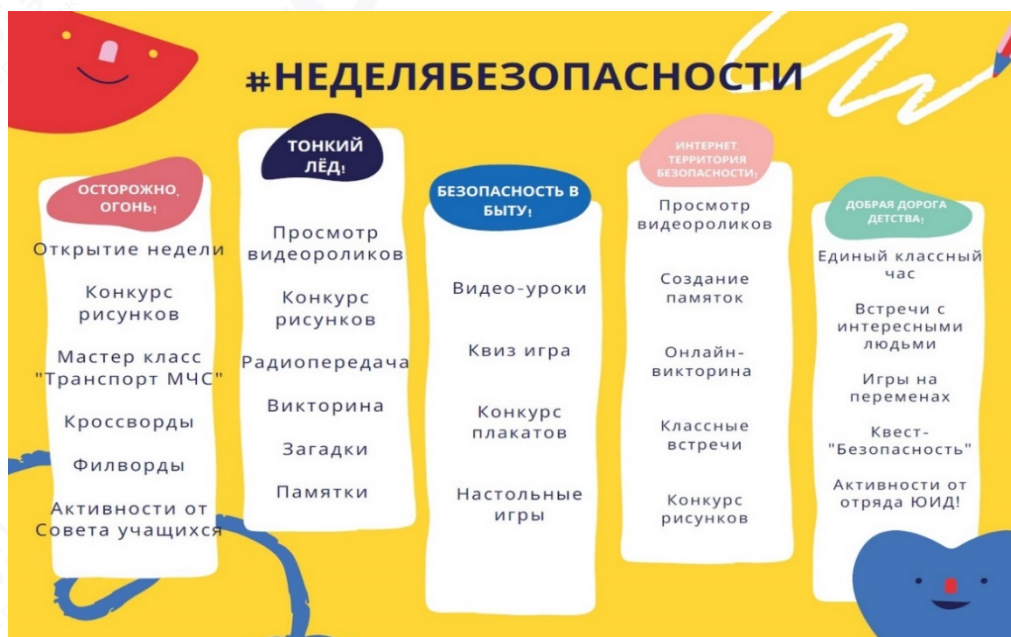 #НЕДЕЛЯБЕЗОПАСНОСТИ
ОСТОРОЖНО,
ОГОНЬ!
Открытие недели
Конкурс
рисунков
Мастер класс
"Транспорт МЧС"
Кроссворды
Филворды
Активности от
Совета учащихся
ТОНКИЙ
ЛЁД!
Просмотр
видеороликов
Конкурс
рисунков
Радиопередача
Викторина
Загадки
Памятки
БЕЗОПАСНОСТЬ В
БЫТУ!
Видео-уроки
Квиз игра
Конкурс
плакатов
Настольные
игры
ИНТЕРНЕТ.
ТЕРРИТОРИЯ
БЕЗОПАСНОСТИ!
Просмотр
видеороликов
Создание
памяток
Онлайн-
викторина
Классные
встречи
Конкурс
рисунков
ДОБРАЯ ДОРОГА
ДЕТСТВА!
Единый классный
час
Встречи с
интересными
людьми
Игры на
переменах
Квест-
"Безопасность"
Активности от
отряда ЮИД!